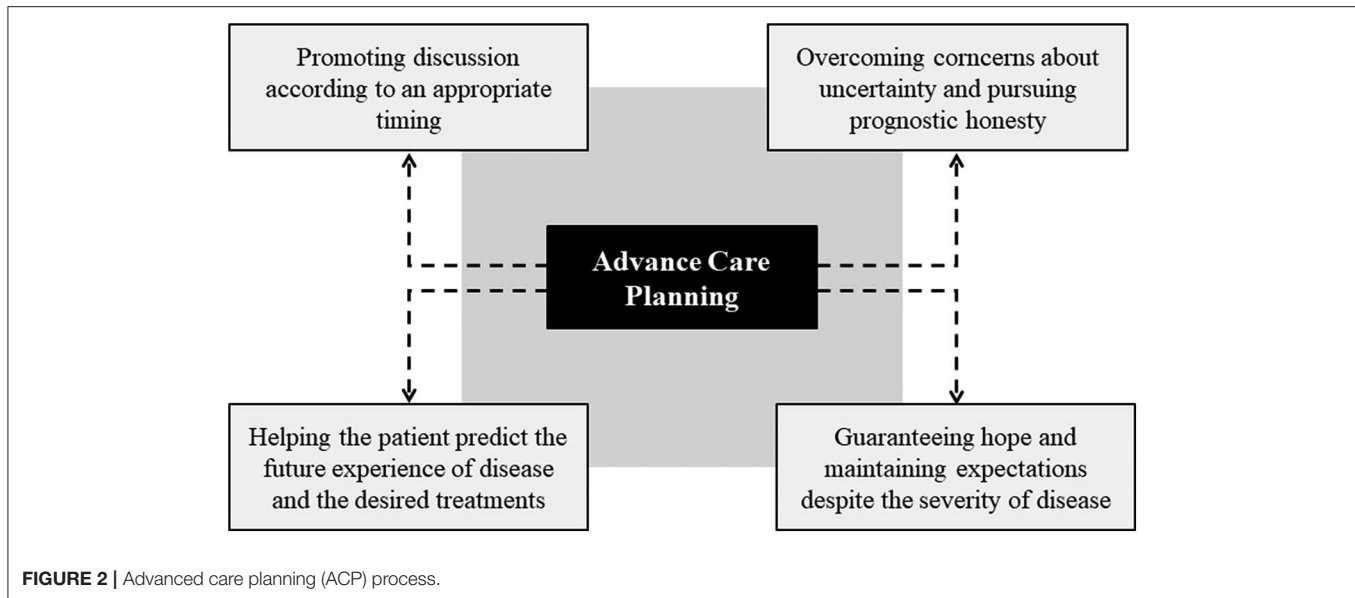 Promoting discussion
according to an appropriate
timing
Overcoming corncerns about
uncertainty and pursuing
prognostic honesty
Advance Care
Planning
Helping the patient predict the
future experience of disease
and the desired treatments
Guaranteeing hope and
maintaining expectations
despite the severity of disease
FIGURE 2 | Advanced care planning (ACP) process.